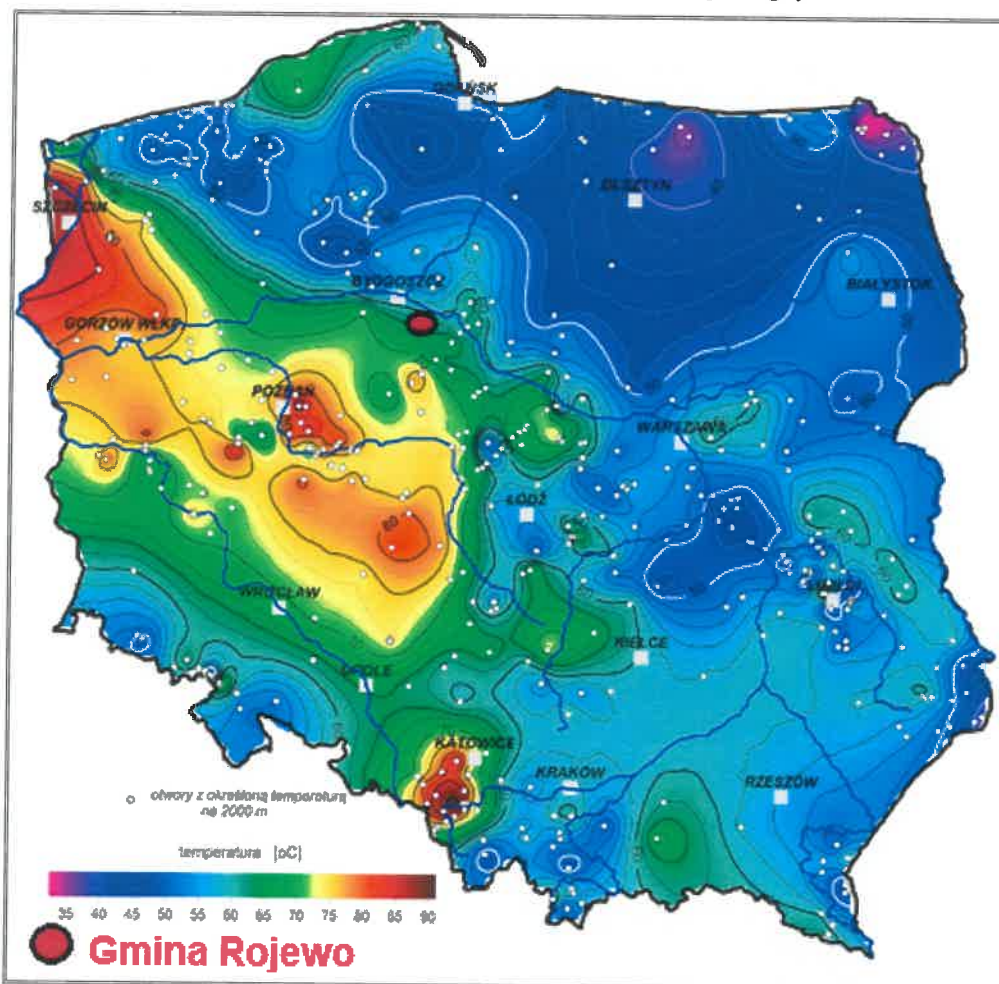 GDAŃSK
OLSZTYN
SZCZECIN
BYDGOSZCZ
BIAŁYSTOK
GORZÓW WLKP
POZNAŃ
WARSZAWA
ŁÓDŹ
WROCŁAW
KIELCE
OPOLE
KATOWICE
KRAKÓW
RZESZÓW
otwory z określoną temperaturą
na 2000 m
temperatura [oC]
35 40 45 50 55 60 65 70 75 80 85 90
Gmina Rojewo